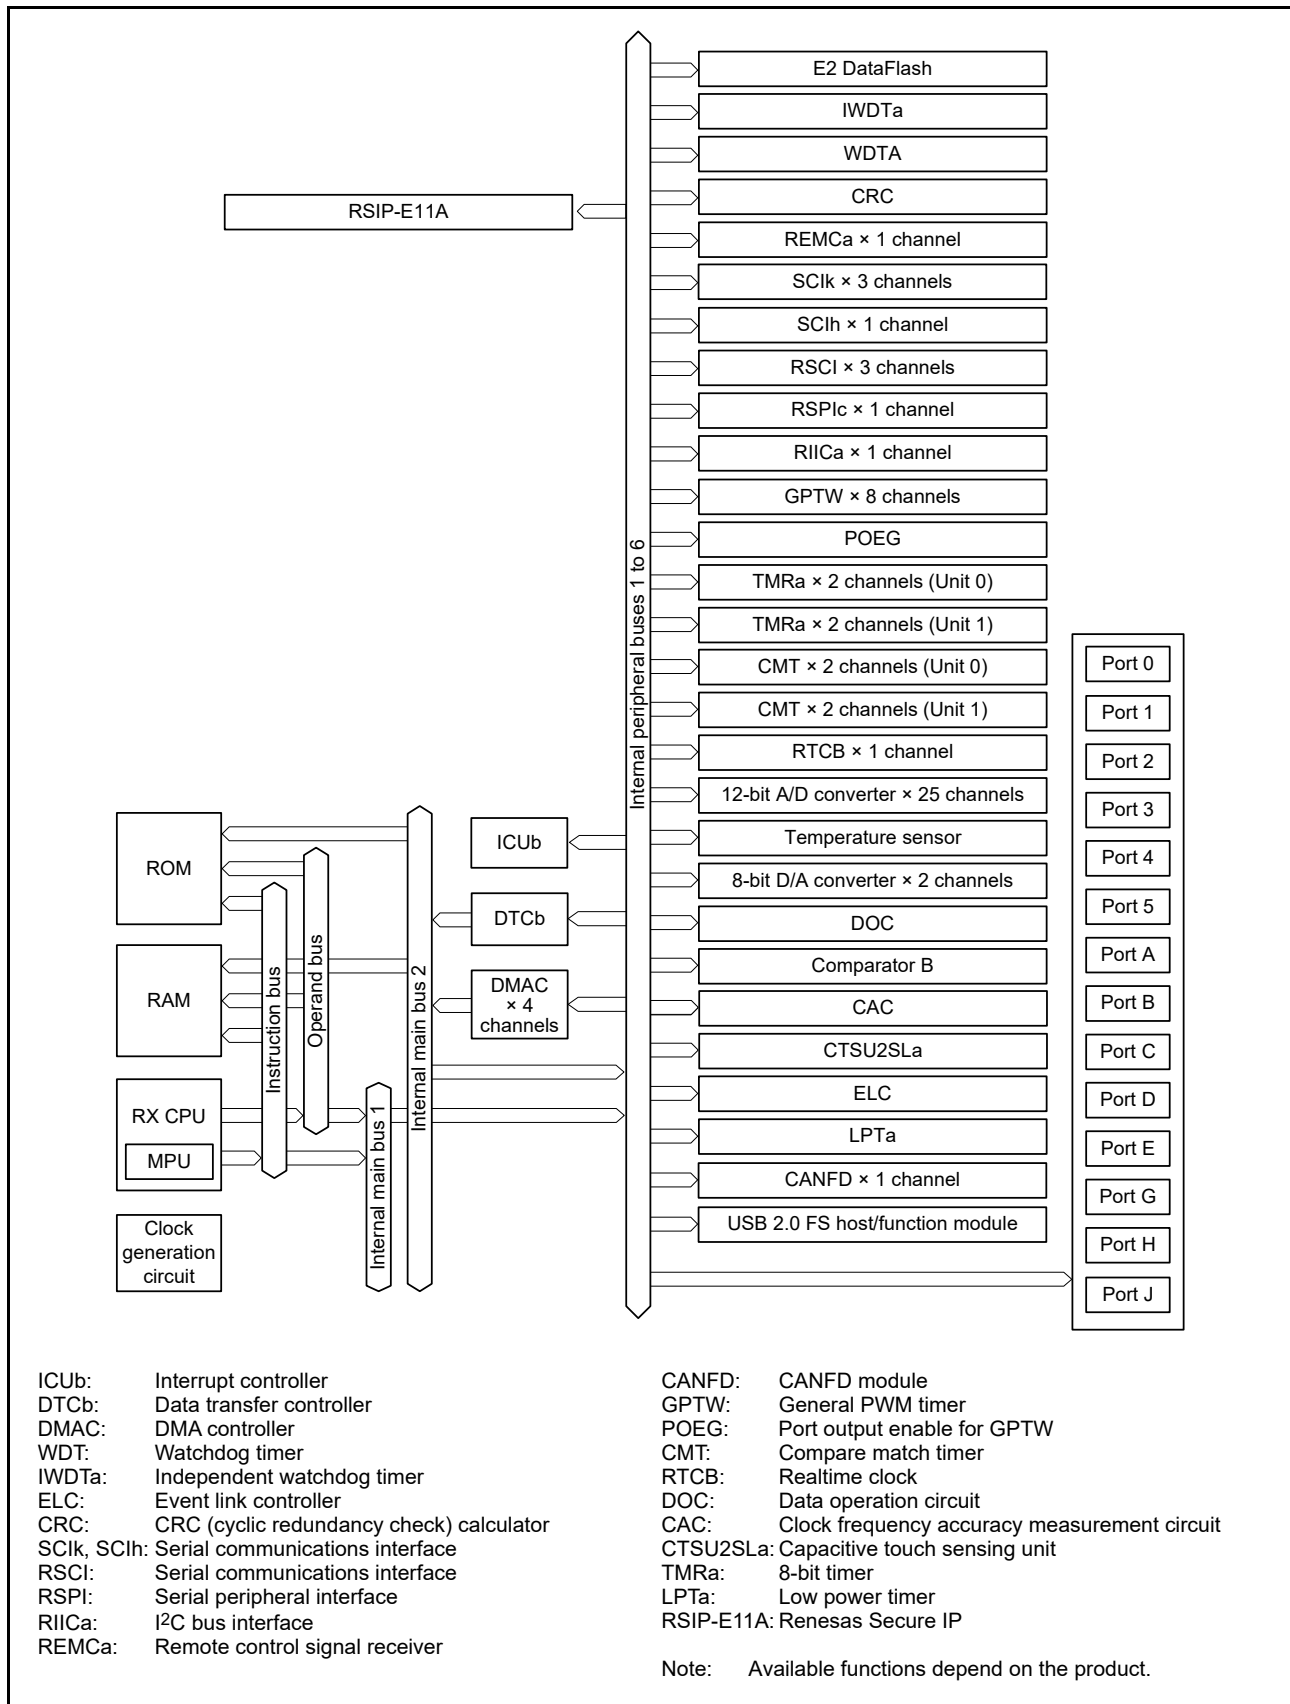 E2 DataFlash
IWDTa
WDTA
CRC
RSIP-E11A
REMCa × 1 channel
SCIk × 3 channels
SCIh × 1 channel
RSCI × 3 channels
RSPIc × 1 channel
RIICa × 1 channel
GPTW × 8 channels
POEG
TMRa × 2 channels (Unit 0)
TMRa × 2 channels (Unit 1)
CMT × 2 channels (Unit 0)
CMT × 2 channels (Unit 1)
RTCB × 1 channel
12-bit A/D converter × 25 channels
Temperature sensor
8-bit D/A converter × 2 channels
DOC
Comparator B
CAC
CTSU2SLa
ELC
LPTa
CANFD × 1 channel
USB 2.0 FS host/function module
Internal peripheral buses 1 to 6
Port 0
Port 1
Port 2
Port 3
Port 4
Port 5
Port A
Port B
Port C
Port D
Port E
Port G
Port H
Port J
ROM
RAM
RX CPU
MPU
Clock
generation
circuit
Instruction bus
Operand bus
Internal main bus 1
Internal main bus 2
ICUb
DTCb
DMAC
× 4
channels
ICUb: Interrupt controller
DTCb: Data transfer controller
DMAC: DMA controller
WDT: Watchdog timer
IWDTa: Independent watchdog timer
ELC: Event link controller
CRC: CRC (cyclic redundancy check) calculator
SCIk, SCIh: Serial communications interface
RSCI: Serial communications interface
RSPI: Serial peripheral interface
RIICa: I²C bus interface
REMCa: Remote control signal receiver
CANFD: CANFD module
GPTW: General PWM timer
POEG: Port output enable for GPTW
CMT: Compare match timer
RTCB: Realtime clock
DOC: Data operation circuit
CAC: Clock frequency accuracy measurement circuit
CTSU2SLa: Capacitive touch sensing unit
TMRa: 8-bit timer
LPTa: Low power timer
RSIP-E11A: Renesas Secure IP
Note: Available functions depend on the product.